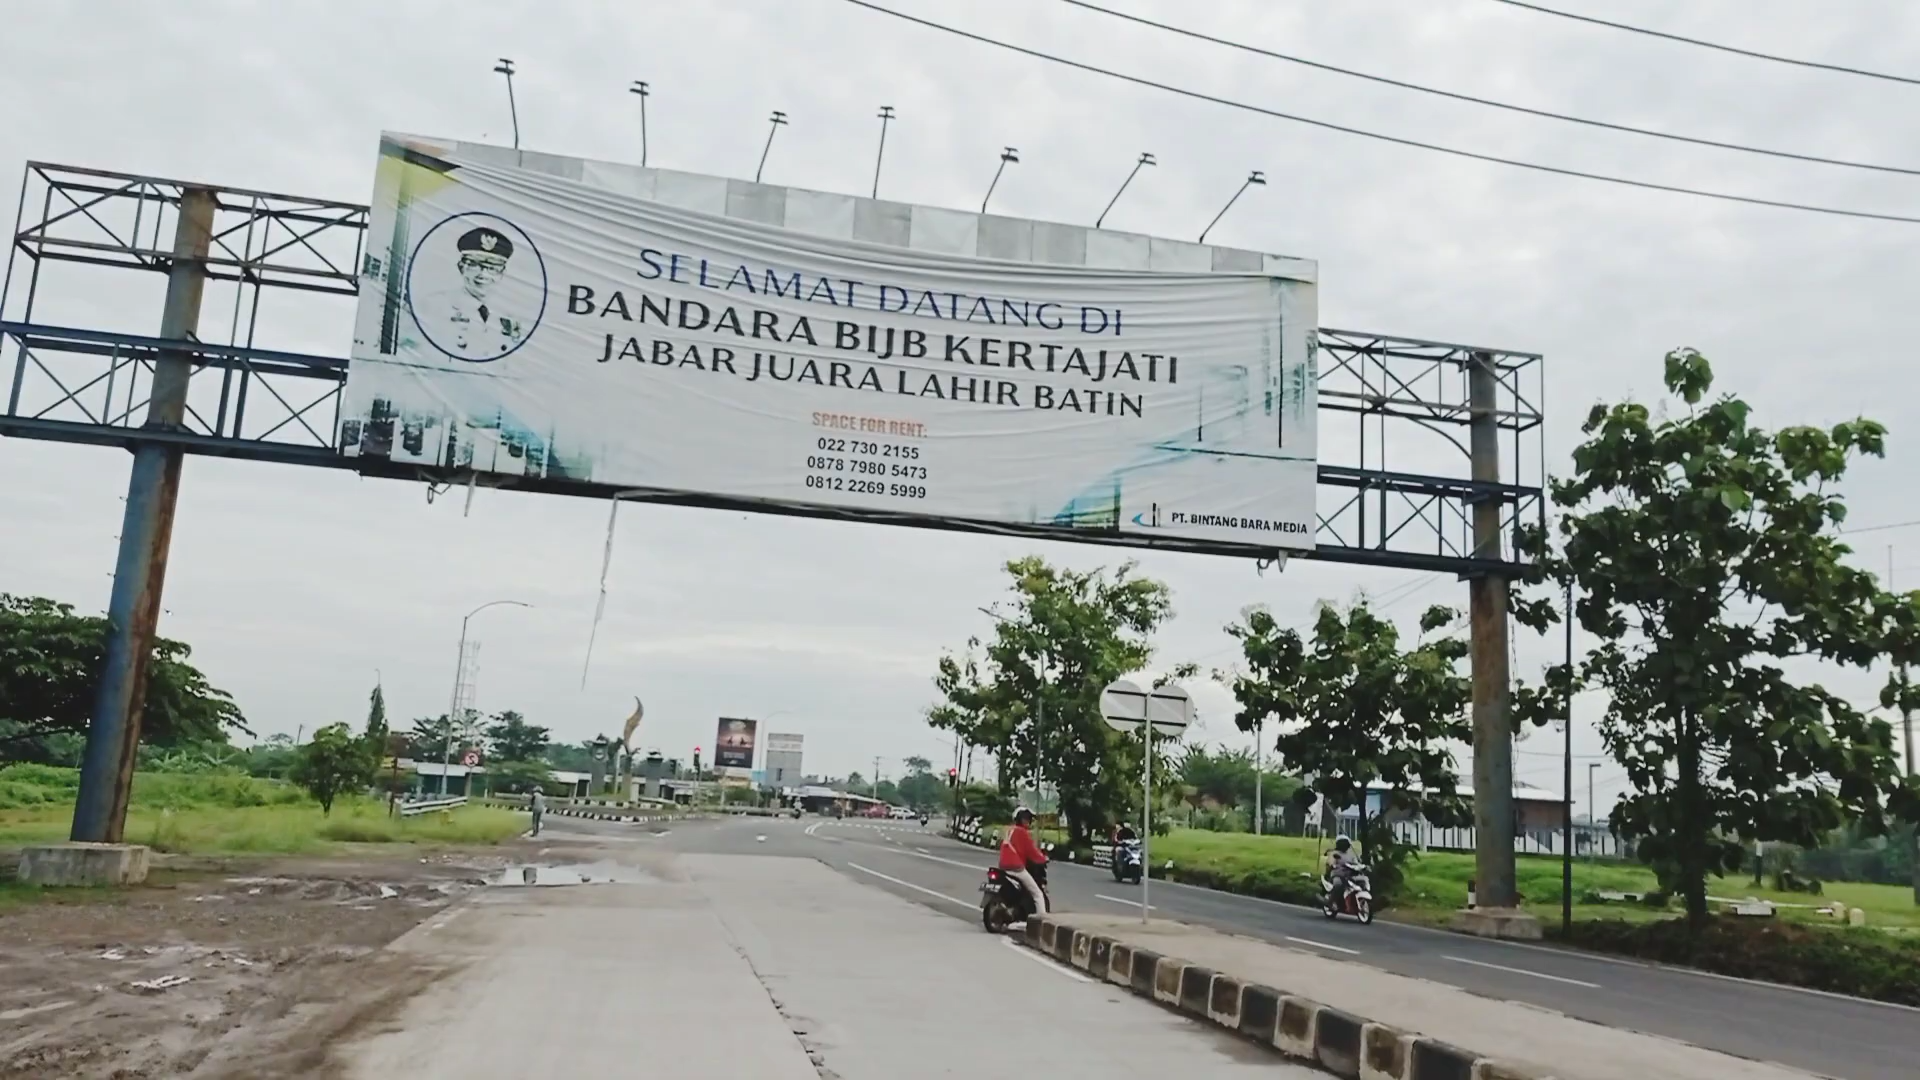 SELAMAT DATANG DI
BANDARA BIJB KERTAJATI
JABAR JUARA LAHIR BATIN
SPACE FOR RENT:
022 730 2155
0878 7980 5473
0812 2269 5999
PT. BINTANG BARA MEDIA